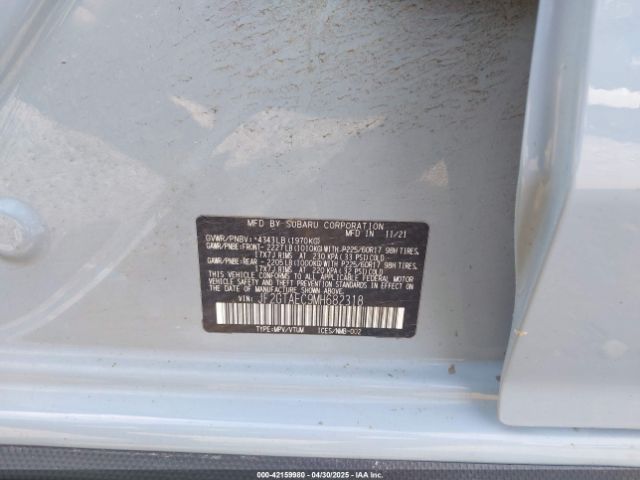 MFD BY SUBARU CORPORATION
IN 11/21
GVWR/PNBV: 4343LB (1970KG)
GAWR/PNBE:FRONT- 2227LB(1010KG)WITH P225/60R17 98H TIRES,
17X7J RIMS AT 230 KPA(33 PSI)COLD
GAWR/PNBE:REAR - 2205LB(1000KG)WITH P225/60R17 98H TIRES,
17X7J RIMS AT 220 KPA(32 PSI)COLD
THIS VEHICLE CONFORMS TO ALL APPLICABLE FEDERAL MOTOR
VEHICLE SAFETY AND THEFT PREVENTION STANDARDS IN EFFECT
ON THE DATE OF MANUFACTURE SHOWN ABOVE.
VIN: JF2GTAEC9MH682318
TYPE:MPV/VTUM ICES/NMB-002
000-42159980 - 04/30/2025 - IAA Inc.